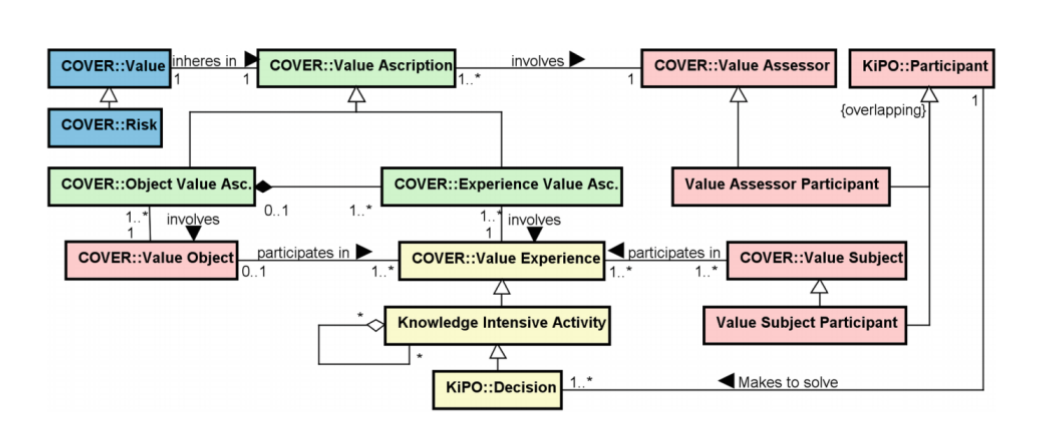 COVER::Value
inheres in
1
1
COVER::Value Ascription
involves
1..*
1
COVER::Value Assessor
KiPO::Participant
1
{overlapping}
COVER::Risk
COVER::Object Value Asc.
0..1
1..*
COVER::Experience Value Asc.
Value Assessor Participant
1..*
1
involves
1..*
1
involves
COVER::Value Object
participates in
0..1
1..*
COVER::Value Experience
participates in
1..*
1..*
COVER::Value Subject
Knowledge Intensive Activity
*
*
Value Subject Participant
KiPO::Decision
1..*
Makes to solve